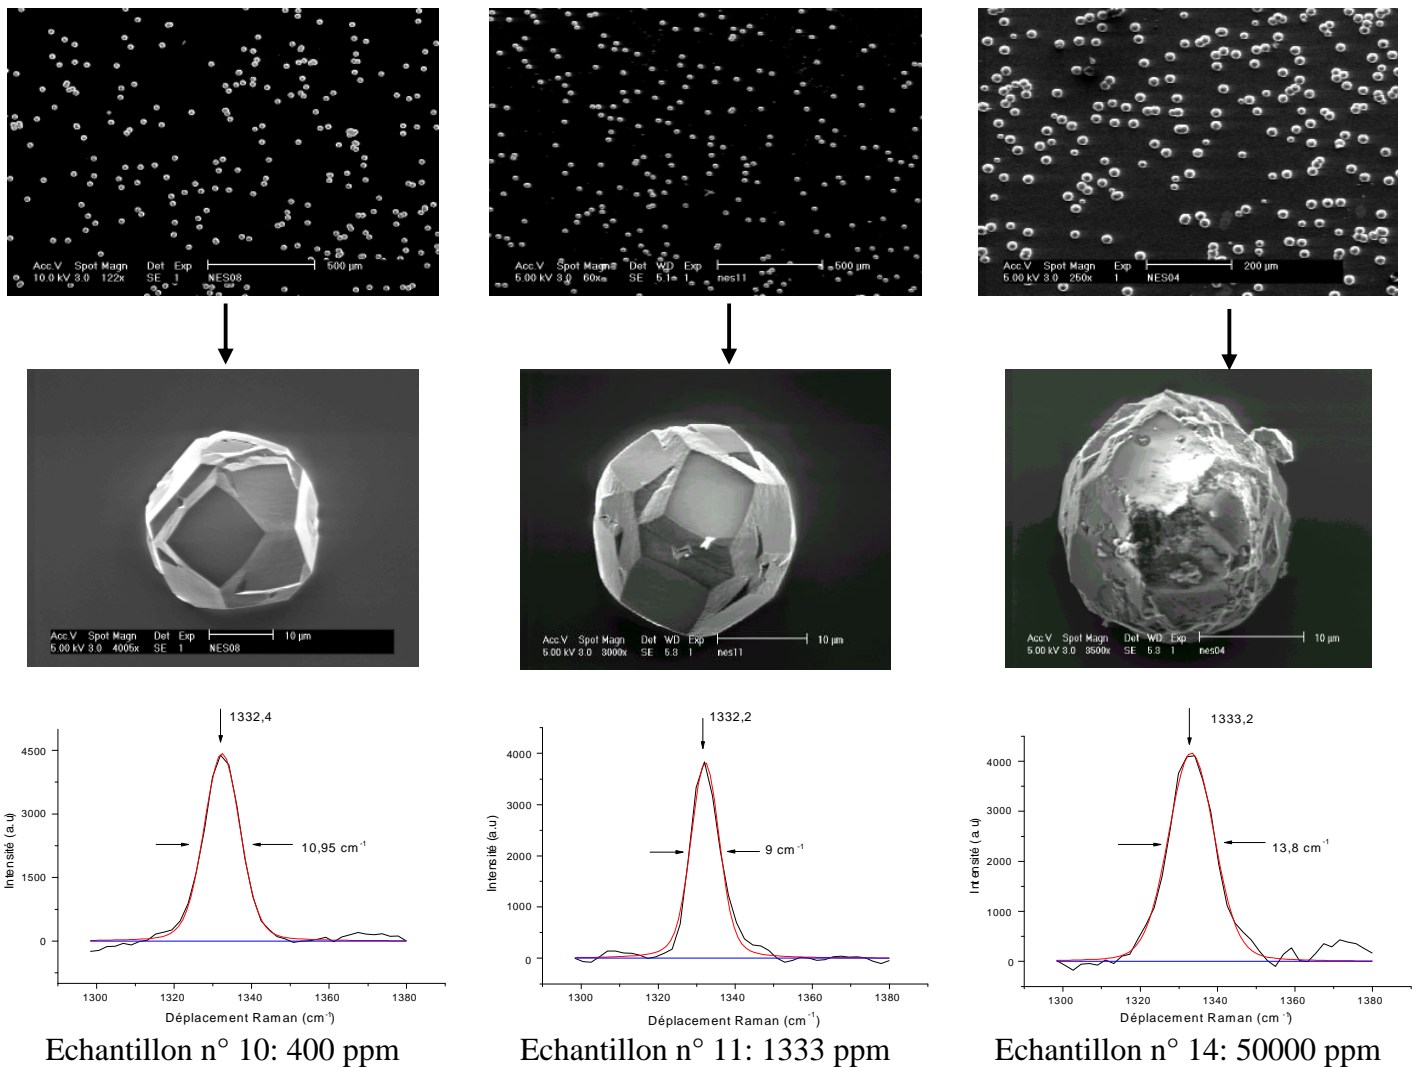 Acc.V Spot Magn Det Exp 500 µm
10.0 kV 3.0 122x SE 1 NES08
Acc.V Spot Magn Det WD Exp 500 µm
5.00 kV 3.0 60x SE 5.1 1 nes11
Acc.V Spot Magn Exp 200 µm
5.00 kV 3.0 250x 1 NES04
Acc.V Spot Magn Det Exp 10 µm
5.00 kV 3.0 4005x SE 1 NES08
Acc.V Spot Magn Det WD Exp 10 µm
5.00 kV 3.0 3000x SE 5.3 1 nes11
Acc.V Spot Magn Det WD Exp 10 µm
5.00 kV 3.0 3500x SE 5.3 1 nes04
1332,4
4500
3000
1500
0
Intensité (a.u)
10,95 cm⁻¹
1300 1320 1340 1360 1380
Déplacement Raman (cm⁻¹)
Echantillon n° 10: 400 ppm
1332,2
4000
3000
2000
1000
0
Intensité (a.u)
9 cm⁻¹
1300 1320 1340 1360 1380
Déplacement Raman (cm⁻¹)
Echantillon n° 11: 1333 ppm
1333,2
4000
3000
2000
1000
0
Intensité (a.u)
13,8 cm⁻¹
1300 1320 1340 1360 1380
Déplacement Raman (cm⁻¹)
Echantillon n° 14: 50000 ppm